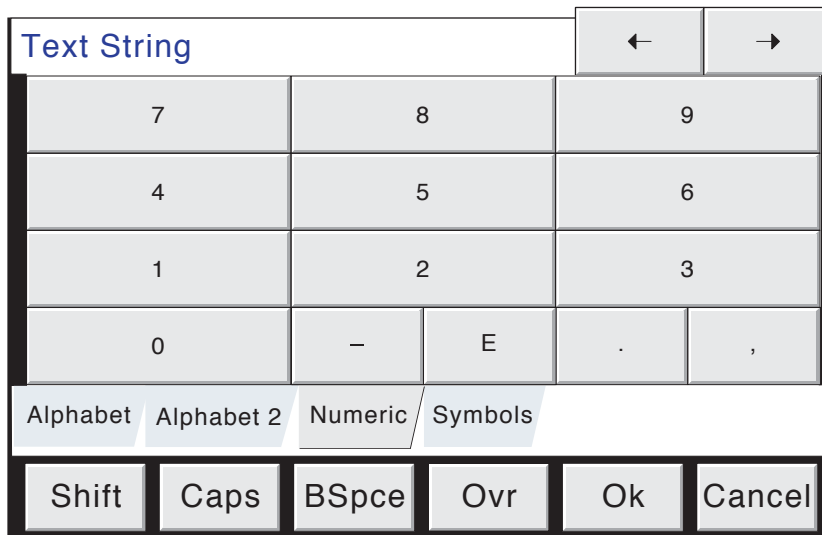 Text String ← →
7 8 9
4 5 6
1 2 3
0 – E . ,
Alphabet Alphabet 2 Numeric Symbols
Shift Caps BSpce Ovr Ok Cancel